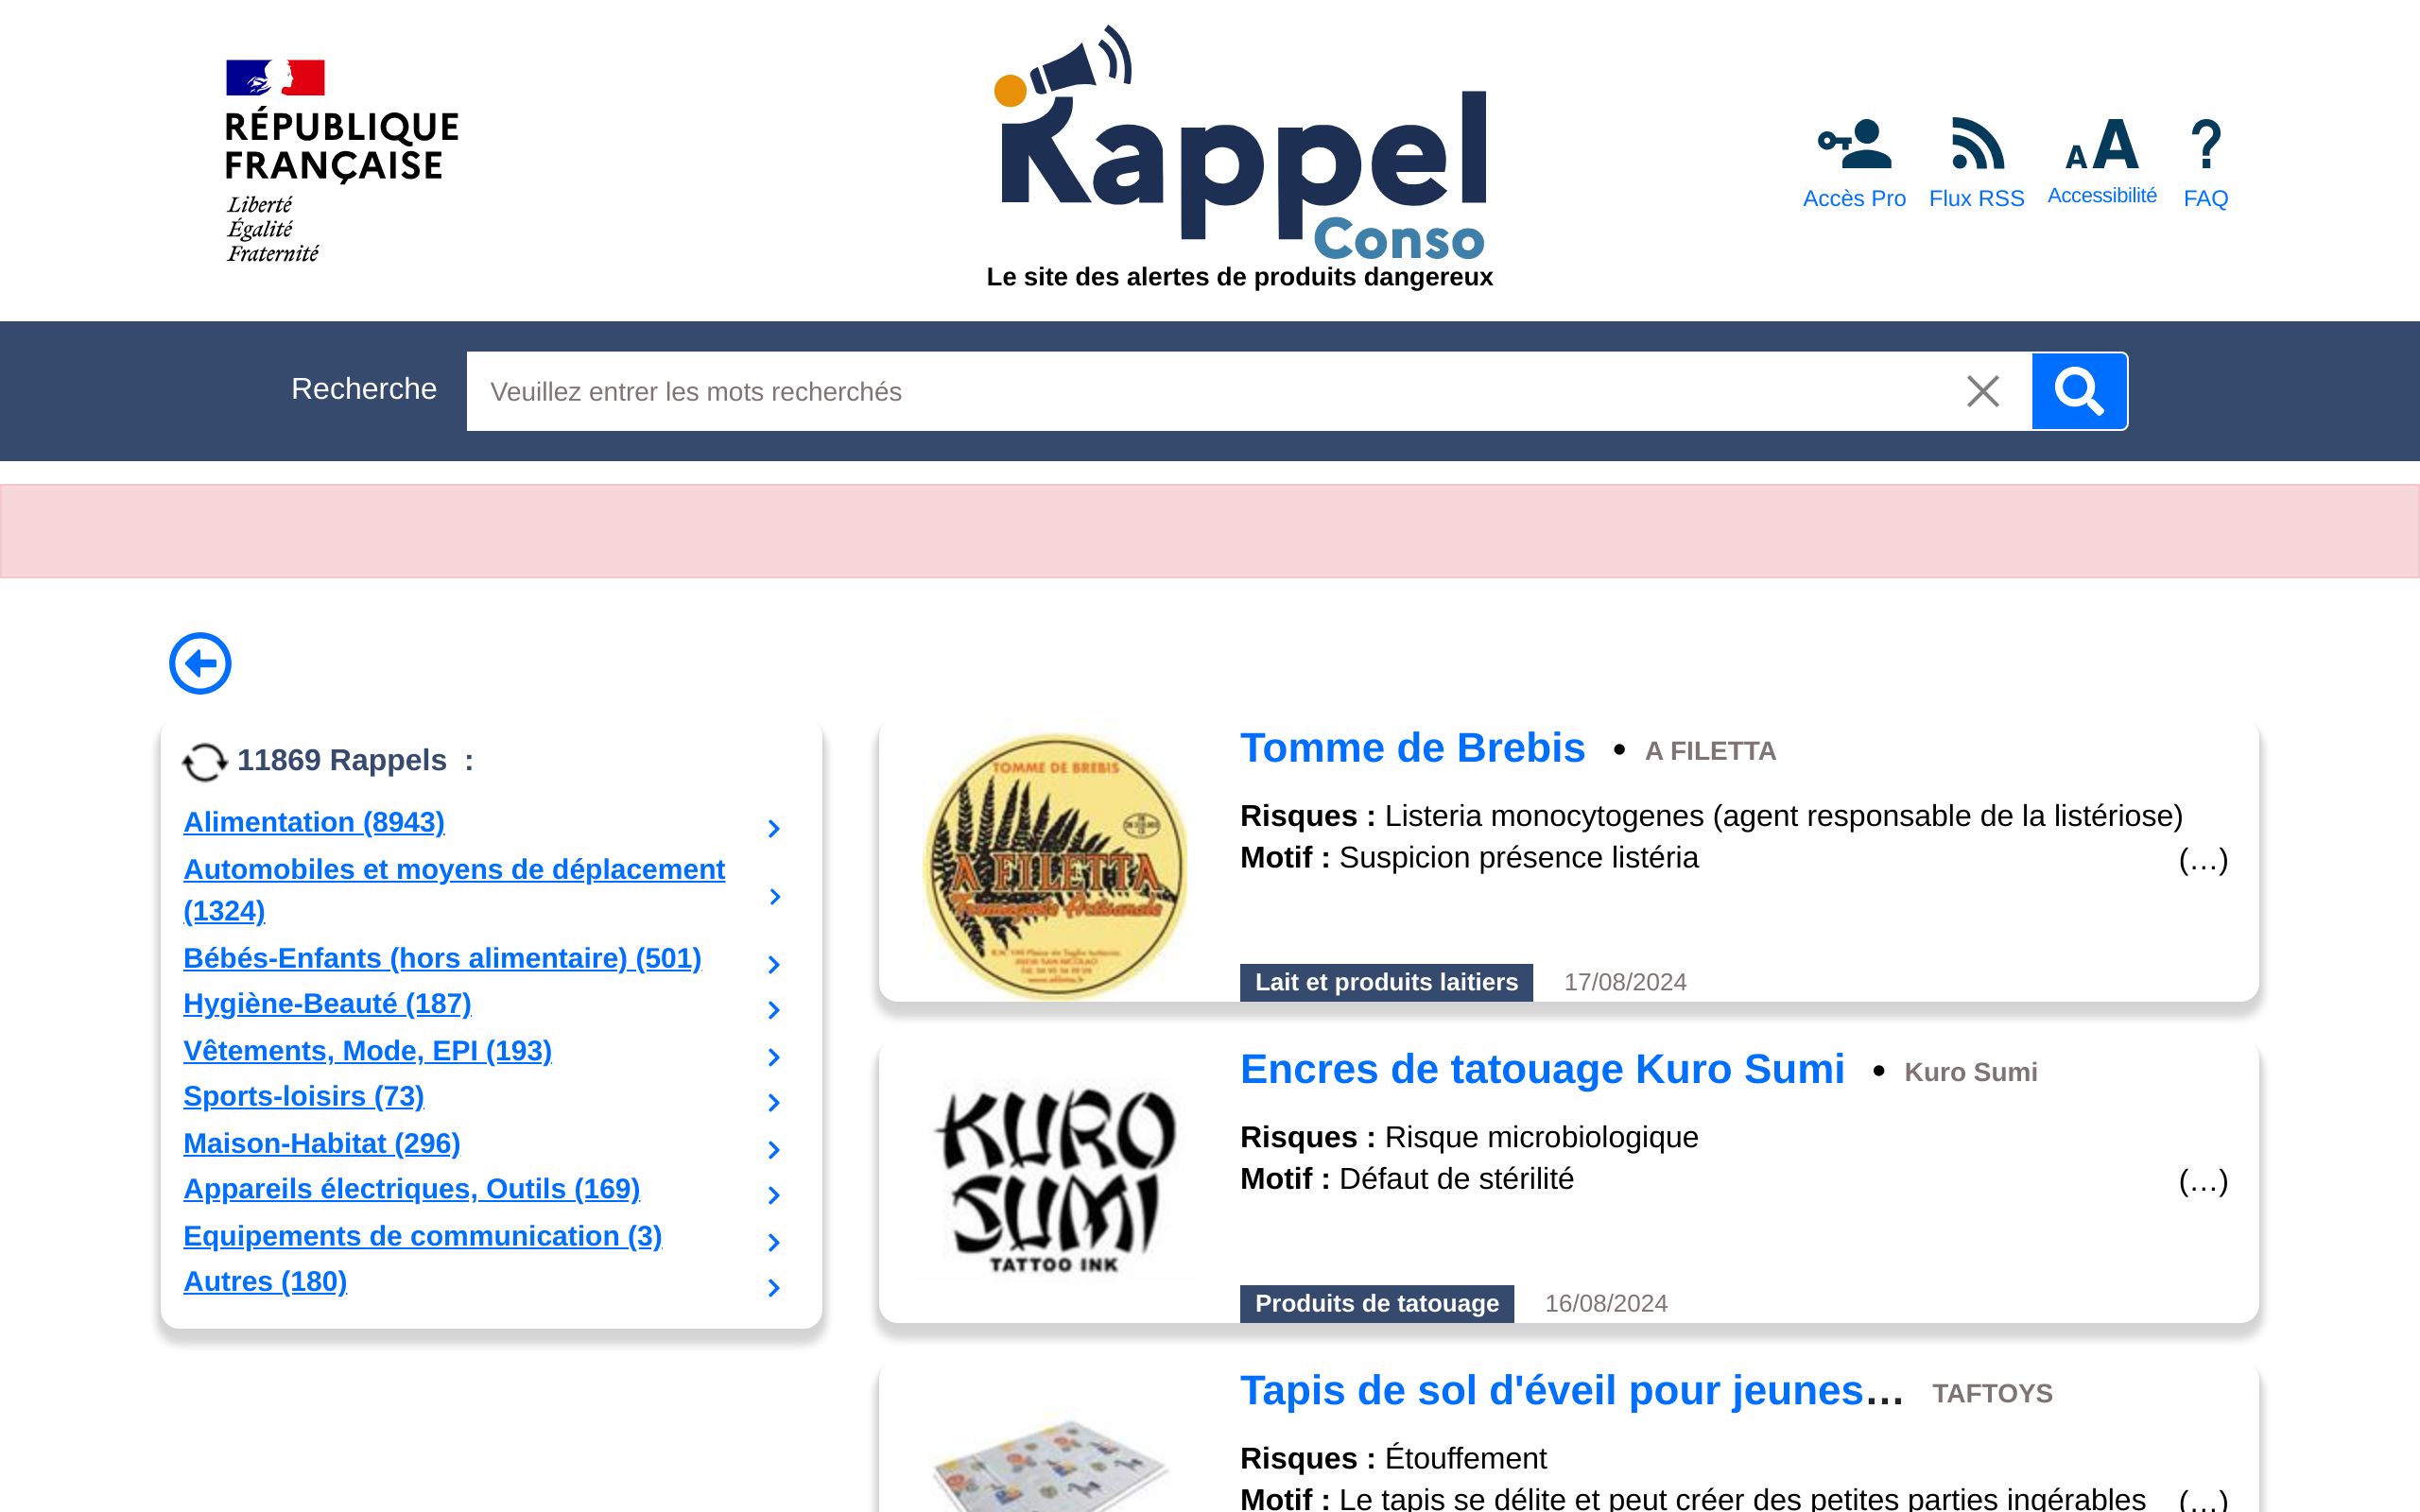 RÉPUBLIQUE
FRANÇAISE
Liberté
Égalité
Fraternité
Rappel
Conso
Le site des alertes de produits dangereux
Accès Pro
Flux RSS
AA
Accessibilité
?
FAQ
Recherche
Veuillez entrer les mots recherchés
11869 Rappels :
Alimentation (8943)
Automobiles et moyens de déplacement
(1324)
Bébés-Enfants (hors alimentaire) (501)
Hygiène-Beauté (187)
Vêtements, Mode, EPI (193)
Sports-loisirs (73)
Maison-Habitat (296)
Appareils électriques, Outils (169)
Equipements de communication (3)
Autres (180)
TOMME DE BREBIS
A FILETTA
Fromagerie Artisanale
Tomme de Brebis • A FILETTA
Risques : Listeria monocytogenes (agent responsable de la listériose)
Motif : Suspicion présence listéria (…)
Lait et produits laitiers 17/08/2024
KURO
SUMI
TATTOO INK
Encres de tatouage Kuro Sumi • Kuro Sumi
Risques : Risque microbiologique
Motif : Défaut de stérilité (…)
Produits de tatouage 16/08/2024
Tapis de sol d'éveil pour jeunes… TAFTOYS
Risques : Étouffement
Motif : Le tapis se délite et peut créer des petites parties ingérables (…)